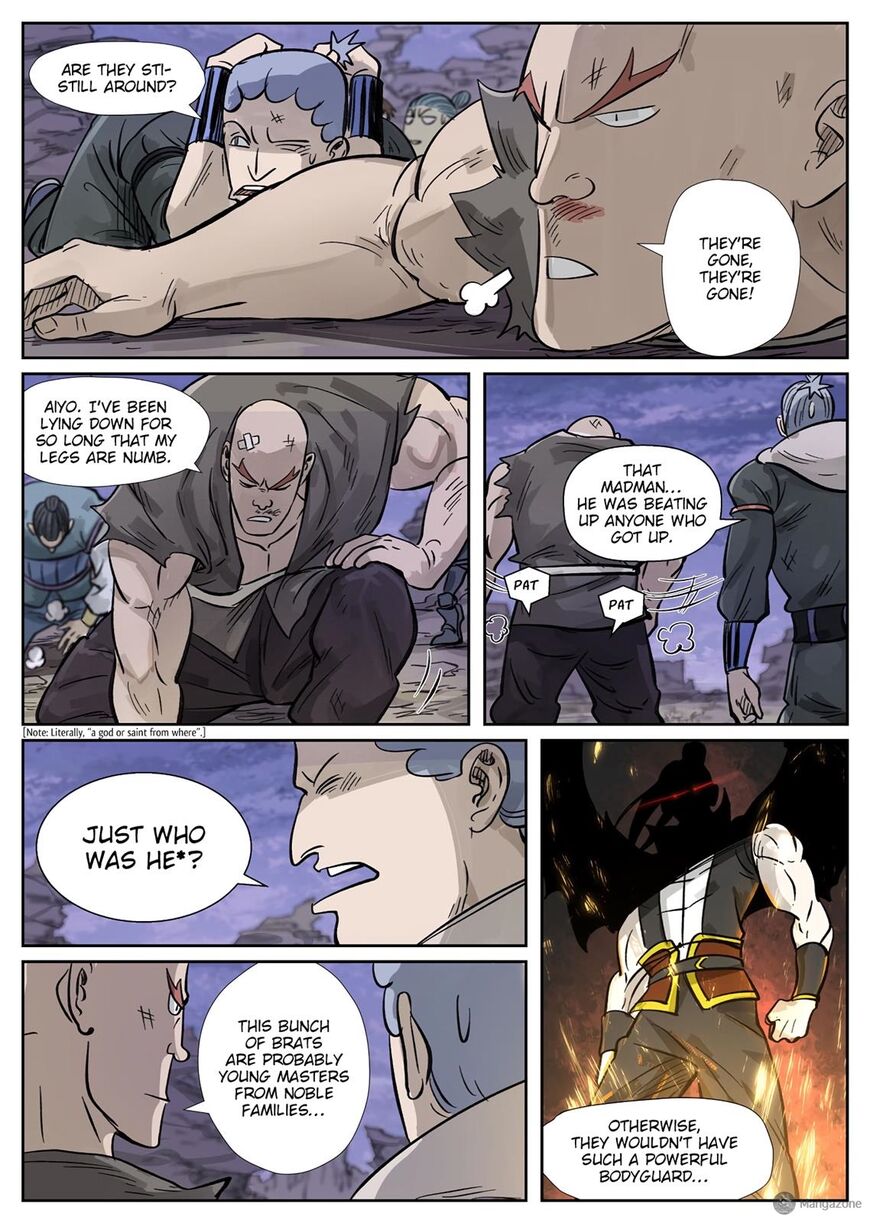 ARE THEY STI-
STILL AROUND?
THEY'RE
GONE,
THEY'RE
GONE!
AIYO. I'VE BEEN
LYING DOWN FOR
SO LONG THAT MY
LEGS ARE NUMB.
THAT
MADMAN...
HE WAS BEATING
UP ANYONE WHO
GOT UP.
PAT
PAT
[Note: Literally, "a god or saint from where".]
JUST WHO
WAS HE*?
THIS BUNCH
OF BRATS
ARE PROBABLY
YOUNG MASTERS
FROM NOBLE
FAMILIES...
OTHERWISE,
THEY WOULDN'T HAVE
SUCH A POWERFUL
BODYGUARD...
Mangazone